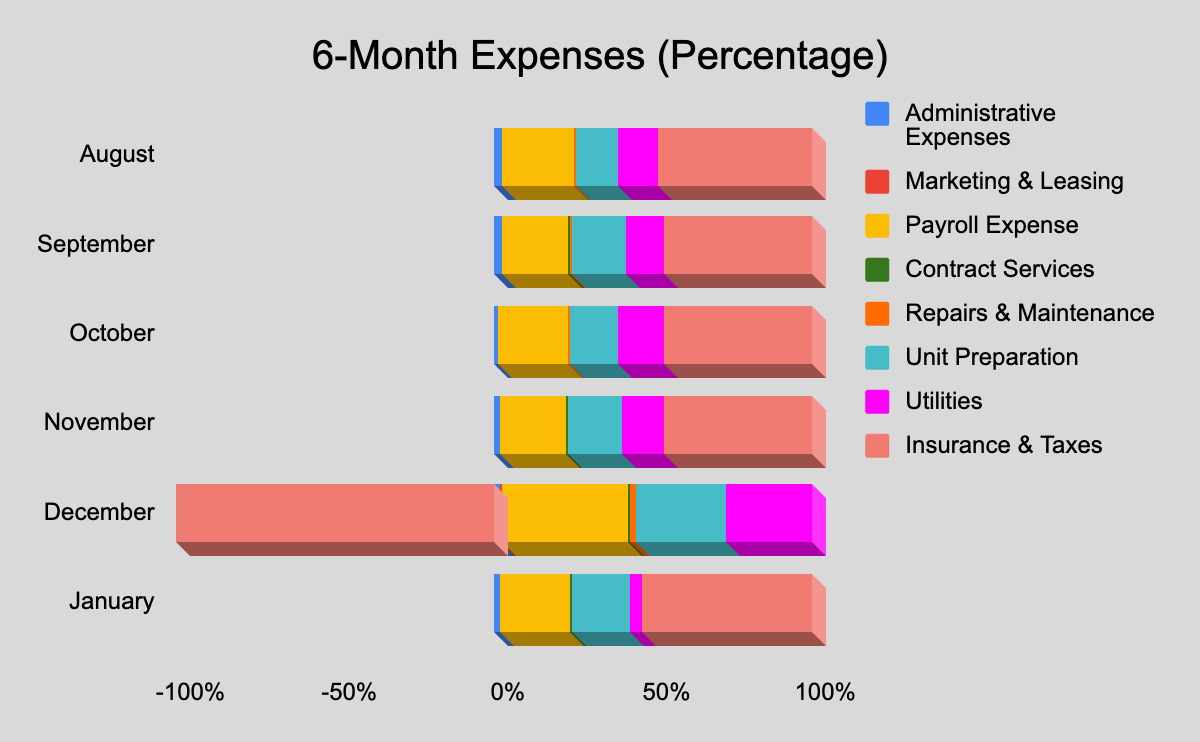 6-Month Expenses (Percentage)
Administrative
Expenses
Marketing & Leasing
Payroll Expense
Contract Services
Repairs & Maintenance
Unit Preparation
Utilities
Insurance & Taxes
August
September
October
November
December
January
-100%
-50%
0%
50%
100%